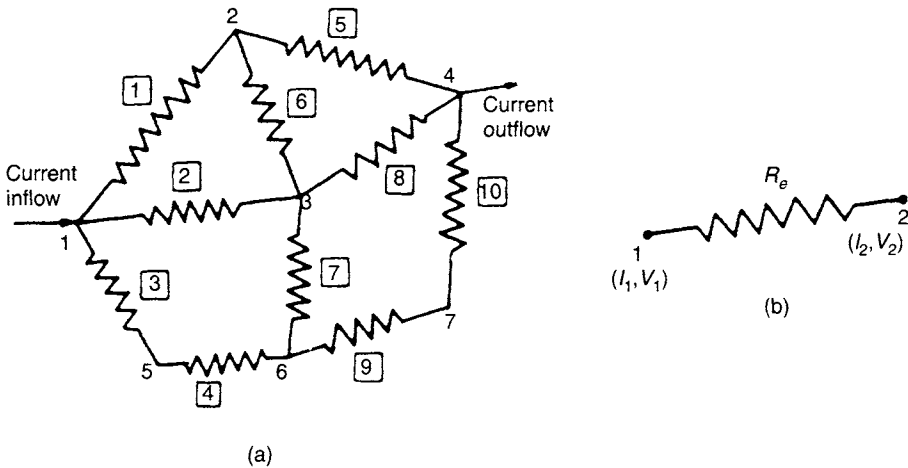 2
5
1
4
6
Current
outflow
8
Current
inflow
2
3
10
R_e
1
7
2
3
1
(I_2, V_2)
(I_1, V_1)
7
5
4
6
9
(b)
(a)